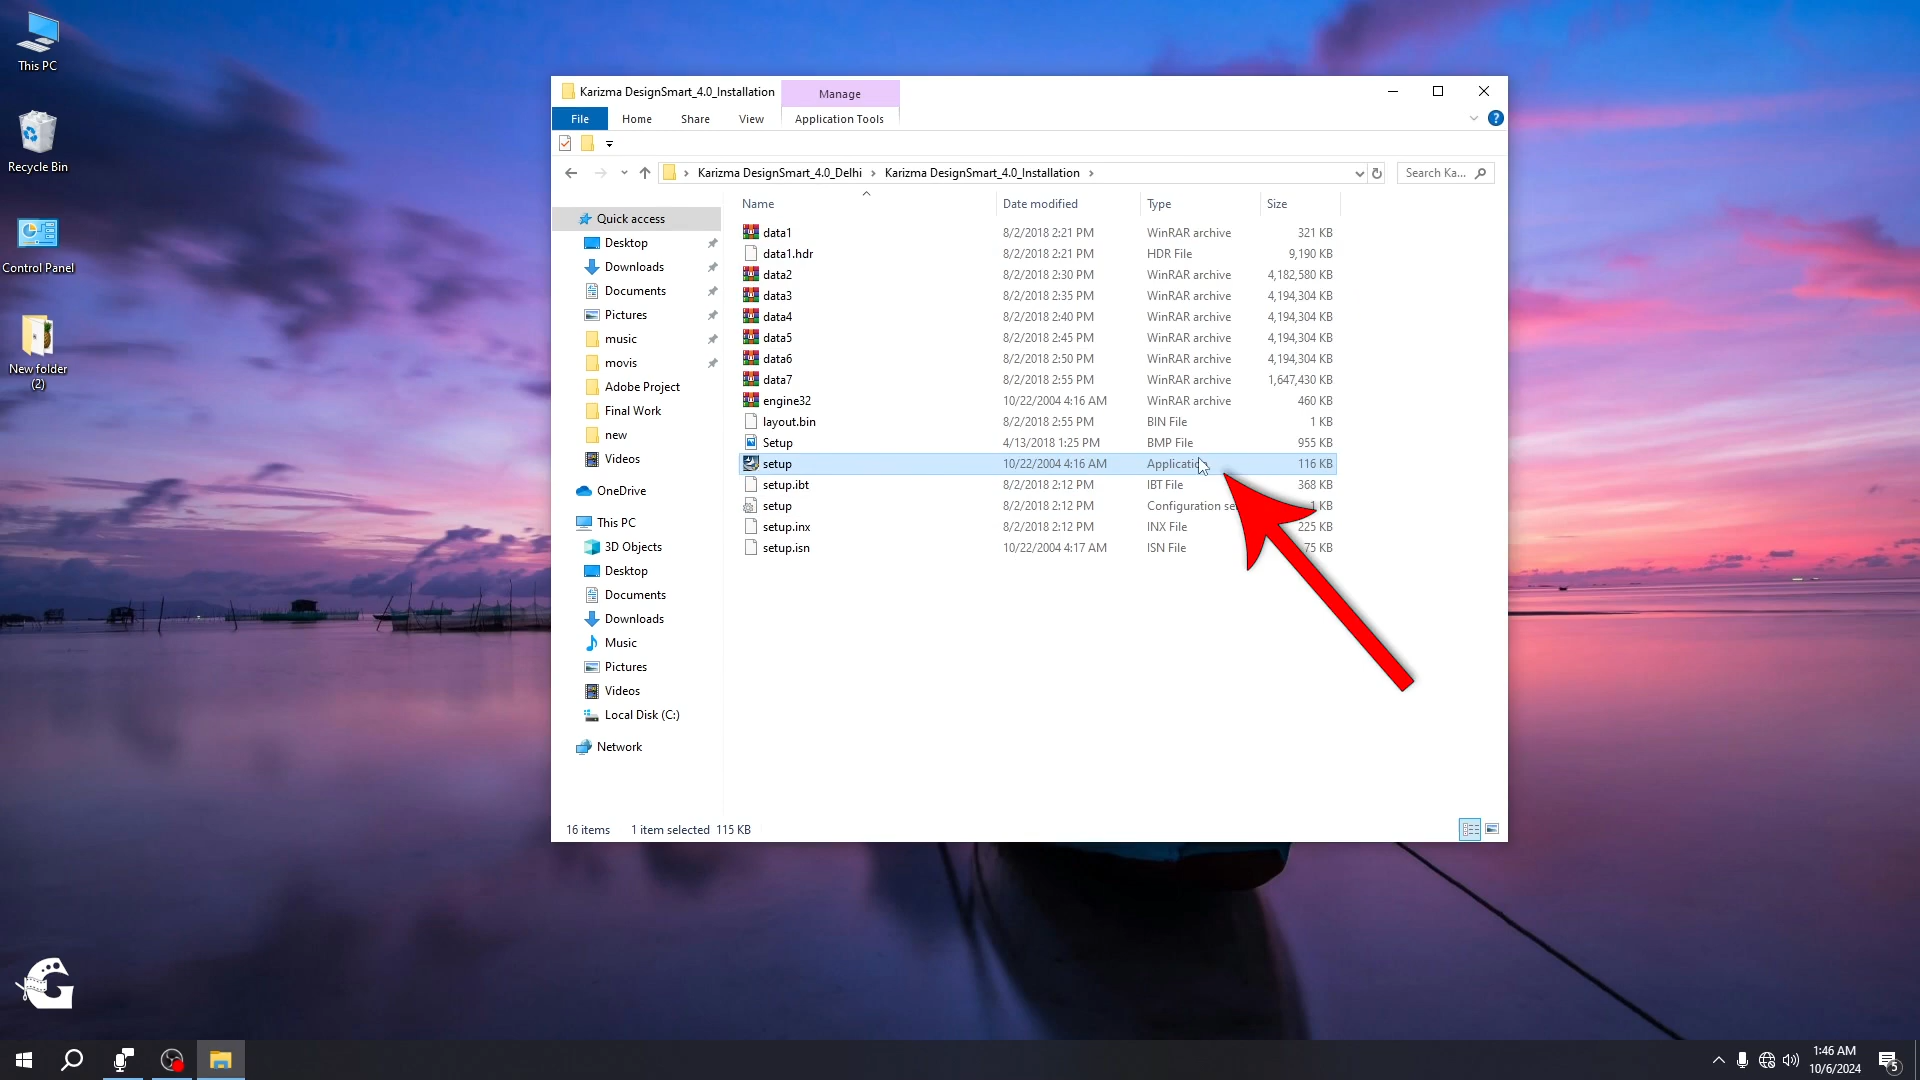 This PC
Recycle Bin
Control Panel
New folder
(2)
Karizma DesignSmart_4.0_Installation
Manage
File
Home
Share
View
Application Tools
Karizma DesignSmart_4.0_Delhi
Karizma DesignSmart_4.0_Installation
Search Ka...
Name
Date modified
Type
Size
Quick access
Desktop
Downloads
Documents
Pictures
music
movis
Adobe Project
Final Work
new
Videos
OneDrive
This PC
3D Objects
Desktop
Documents
Downloads
Music
Pictures
Videos
Local Disk (C:)
Network
data1 8/2/2018 2:21 PM WinRAR archive 321 KB
data1.hdr 8/2/2018 2:21 PM HDR File 9,190 KB
data2 8/2/2018 2:30 PM WinRAR archive 4,182,580 KB
data3 8/2/2018 2:35 PM WinRAR archive 4,194,304 KB
data4 8/2/2018 2:40 PM WinRAR archive 4,194,304 KB
data5 8/2/2018 2:45 PM WinRAR archive 4,194,304 KB
data6 8/2/2018 2:50 PM WinRAR archive 4,194,304 KB
data7 8/2/2018 2:55 PM WinRAR archive 1,647,430 KB
engine32 10/22/2004 4:16 AM WinRAR archive 460 KB
layout.bin 8/2/2018 2:55 PM BIN File 1 KB
Setup 4/13/2018 1:25 PM BMP File 955 KB
setup 10/22/2004 4:16 AM Applicatio 116 KB
setup.ibt 8/2/2018 2:12 PM IBT File 368 KB
setup 8/2/2018 2:12 PM Configuration se 1 KB
setup.inx 8/2/2018 2:12 PM INX File 225 KB
setup.isn 10/22/2004 4:17 AM ISN File 75 KB
16 items 1 item selected 115 KB
G
1:46 AM
10/6/2024
5